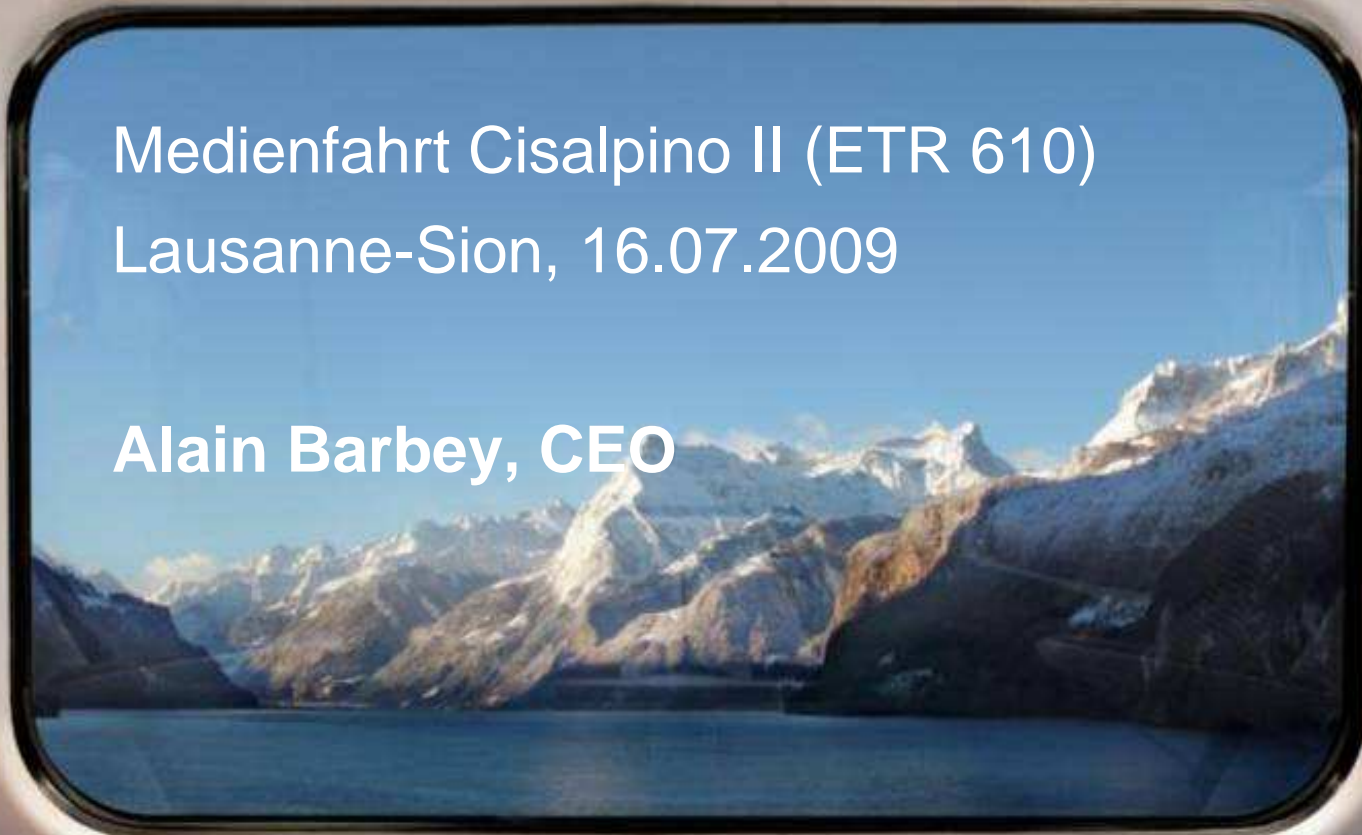 Medienfahrt Cisalpino II (ETR 610)
Lausanne-Sion, 16.07.2009
Alain Barbey, CEO